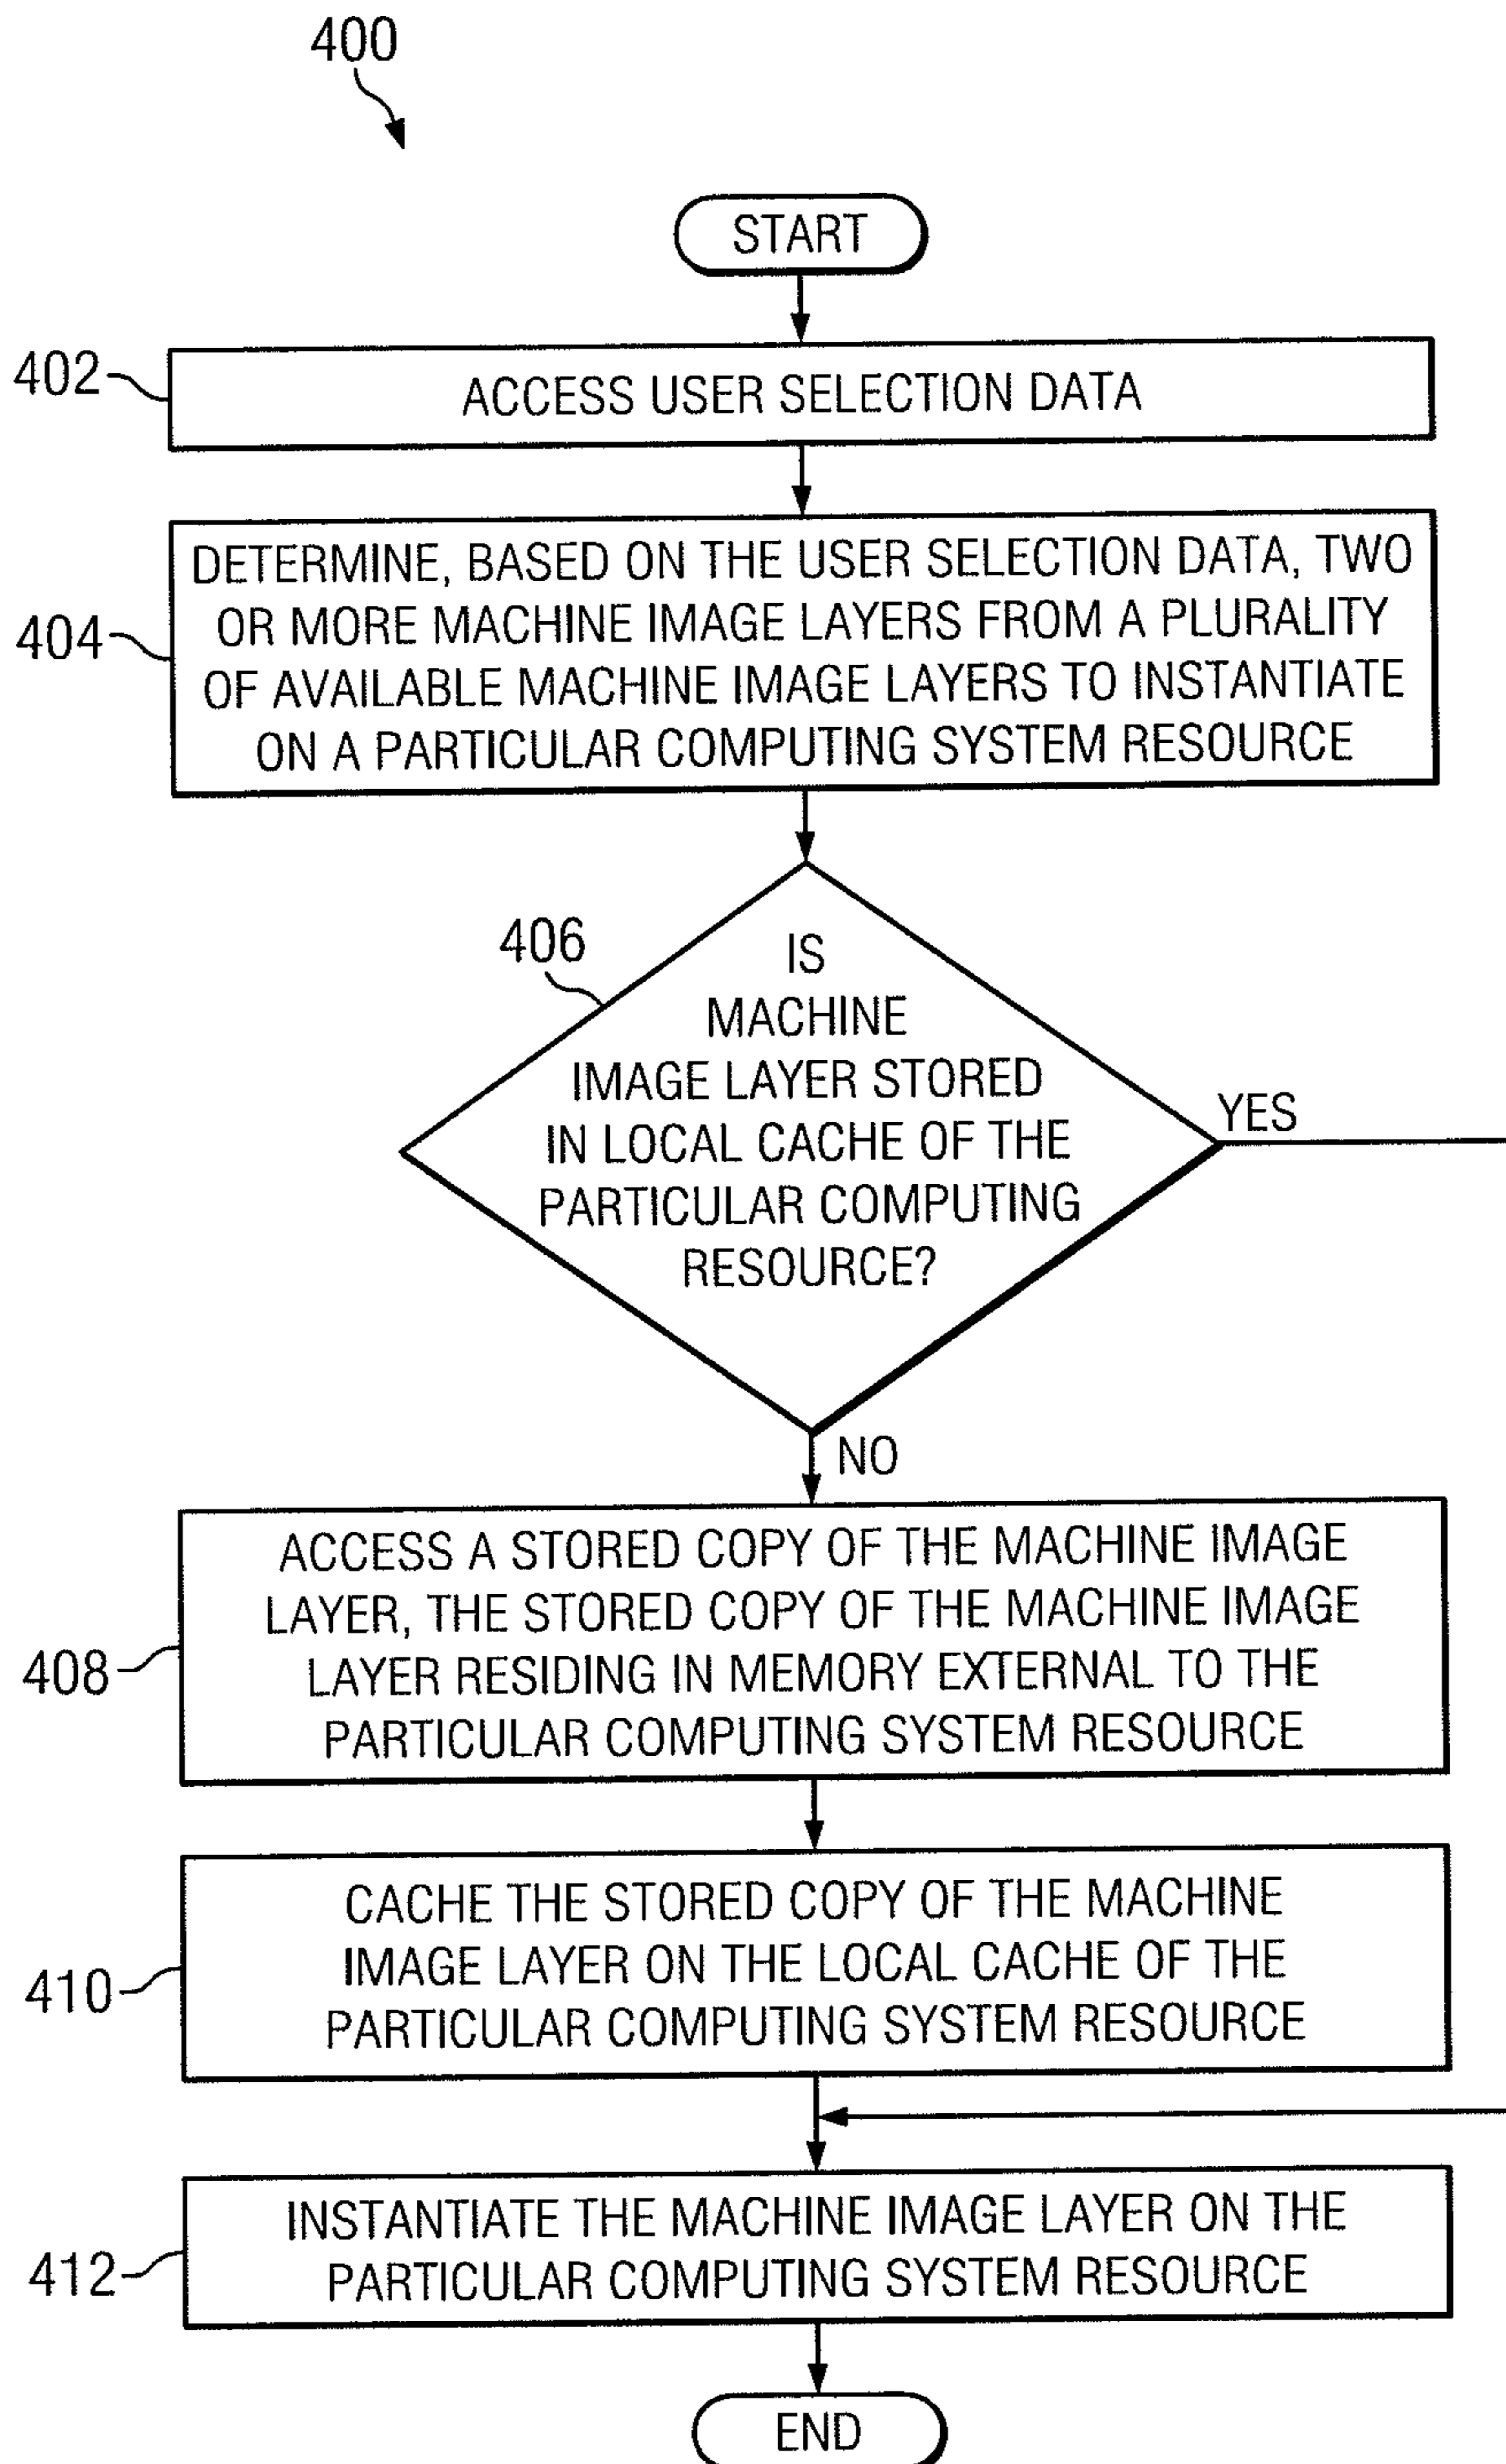 400
START
402
ACCESS USER SELECTION DATA
404
DETERMINE, BASED ON THE USER SELECTION DATA, TWO
OR MORE MACHINE IMAGE LAYERS FROM A PLURALITY
OF AVAILABLE MACHINE IMAGE LAYERS TO INSTANTIATE
ON A PARTICULAR COMPUTING SYSTEM RESOURCE
406
IS
MACHINE
IMAGE LAYER STORED
IN LOCAL CACHE OF THE
PARTICULAR COMPUTING
RESOURCE?
YES
NO
408
ACCESS A STORED COPY OF THE MACHINE IMAGE
LAYER, THE STORED COPY OF THE MACHINE IMAGE
LAYER RESIDING IN MEMORY EXTERNAL TO THE
PARTICULAR COMPUTING SYSTEM RESOURCE
410
CACHE THE STORED COPY OF THE MACHINE
IMAGE LAYER ON THE LOCAL CACHE OF THE
PARTICULAR COMPUTING SYSTEM RESOURCE
412
INSTANTIATE THE MACHINE IMAGE LAYER ON THE
PARTICULAR COMPUTING SYSTEM RESOURCE
END